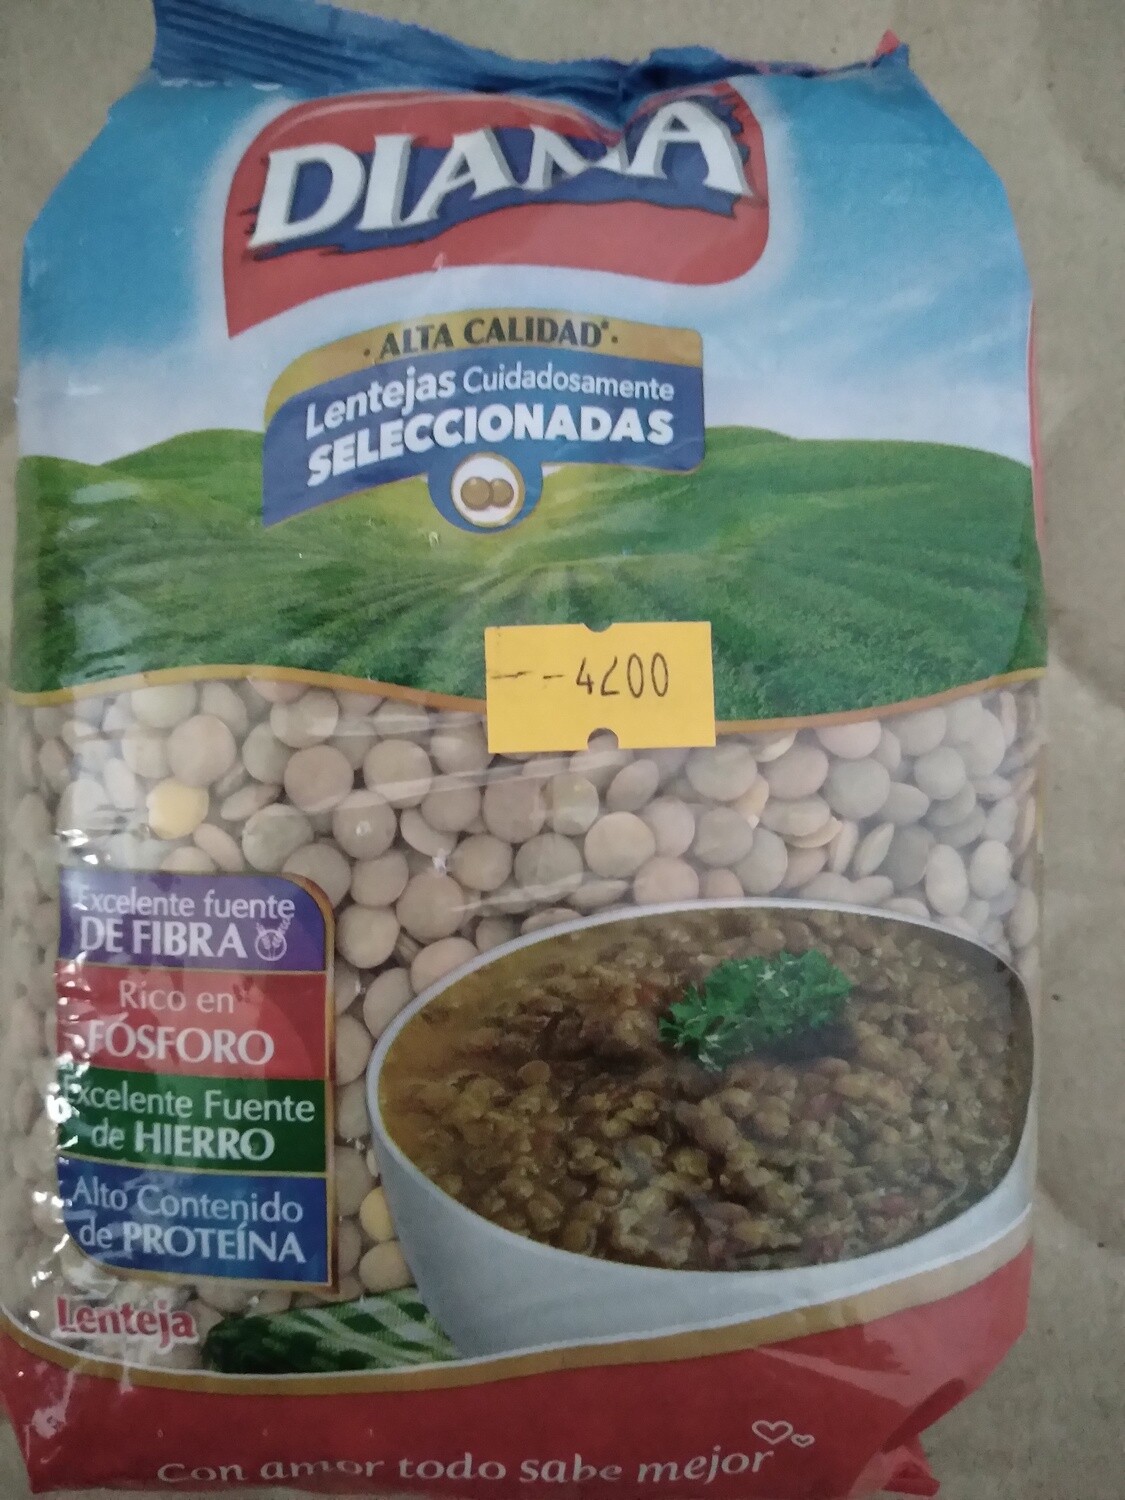 DIANA
·ALTA CALIDAD*·
Lentejas Cuidadosamente
SELECCIONADAS
-- 4200
Excelente fuente
DE FIBRA
Rico en
FÓSFORO
Excelente Fuente
de HIERRO
Alto Contenido
de PROTEÍNA
Lenteja
Con amor todo sabe mejor